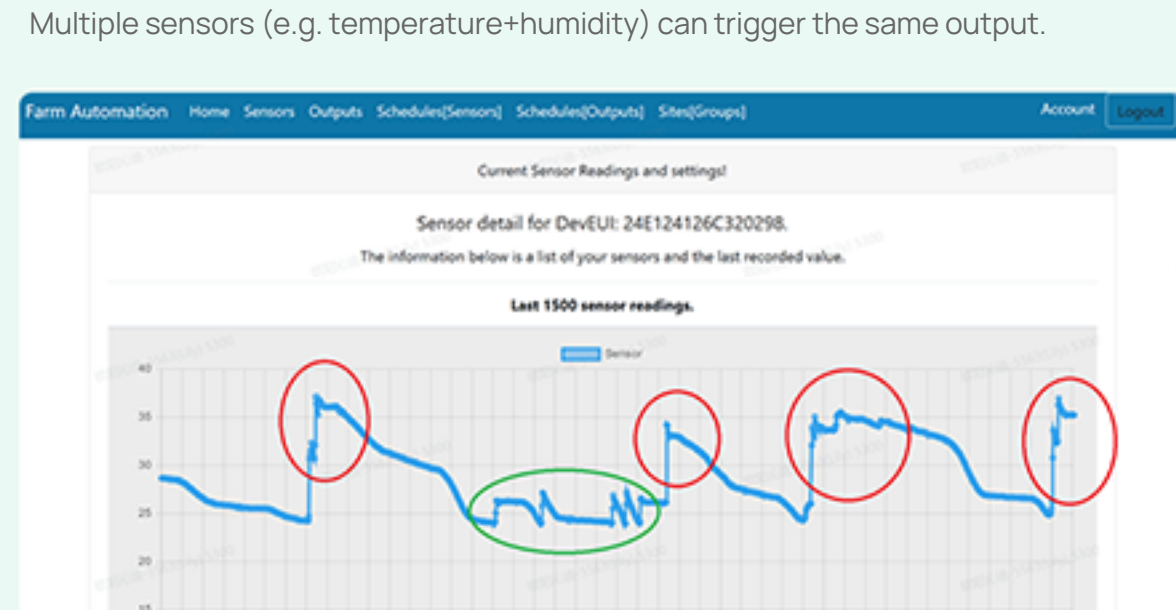 Multiple sensors (e.g. temperature+humidity) can trigger the same output.
Farm Automation Home Sensors Outputs Schedules[Sensors] Schedules[Outputs] Sites[Groups] Account Logout
Current Sensor Readings and settings!
Sensor detail for DevEUI: 24E124126C320298.
The information below is a list of your sensors and the last recorded value.
Last 1500 sensor readings.
Sensor
40
35
30
25
20
15